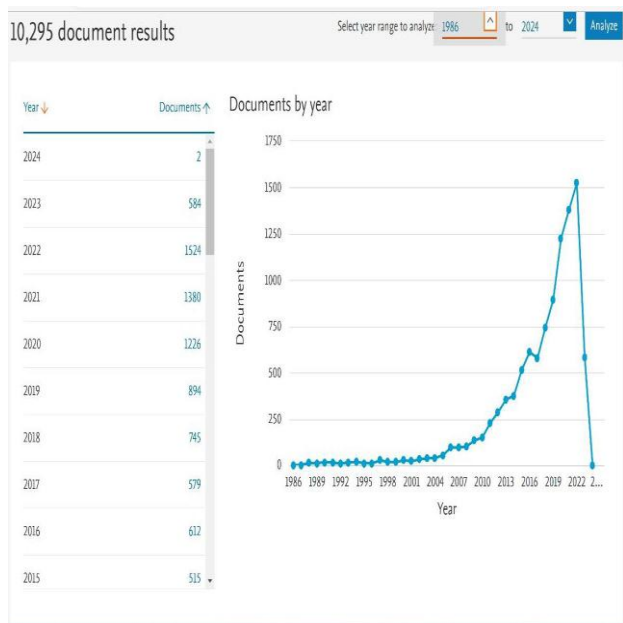 10,295 document results
Select year range to analyze 1986 to 2024 Analyze
Year Documents
2024 2
2023 584
2022 1524
2021 1380
2020 1226
2019 894
2018 745
2017 579
2016 612
2015 515
Documents by year
1750
1500
1250
1000
750
500
250
0
Documents
1986 1989 1992 1995 1998 2001 2004 2007 2010 2013 2016 2019 2022 2...
Year